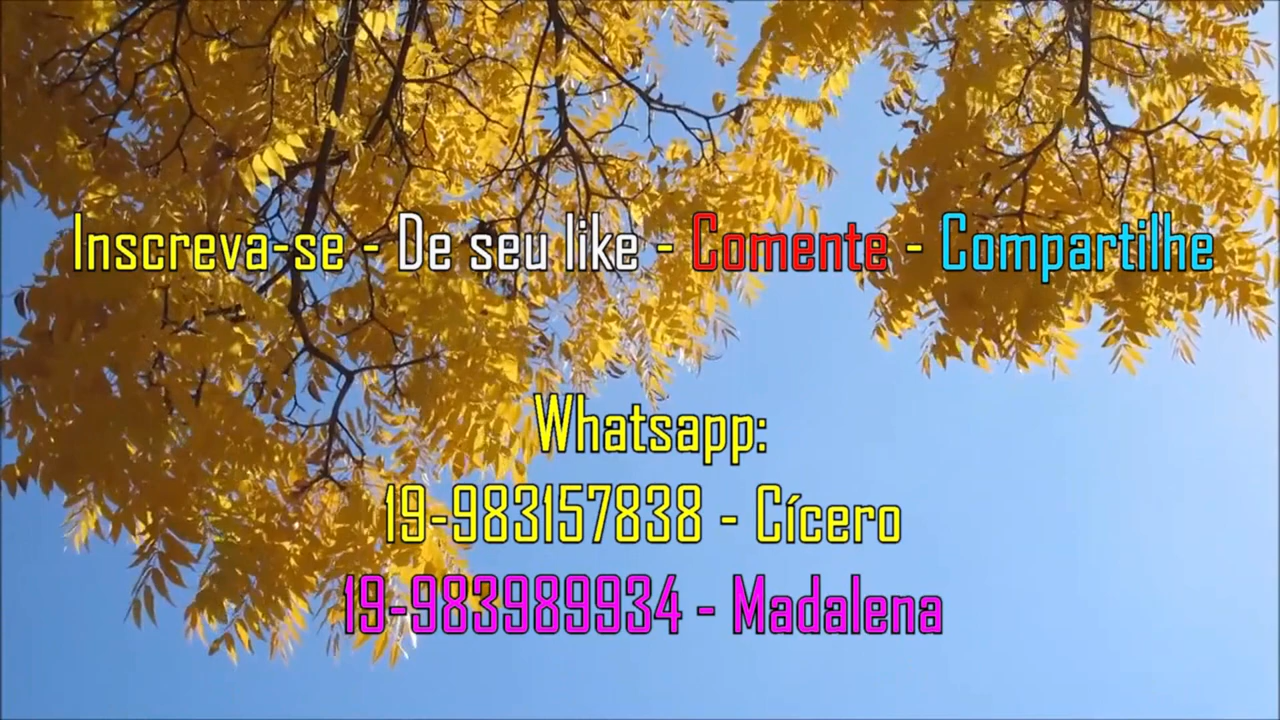 Inscreva-se - De seu like - Comente - Compartilhe
Whatsapp:
19-983157838 - Cícero
19-983989934 - Madalena